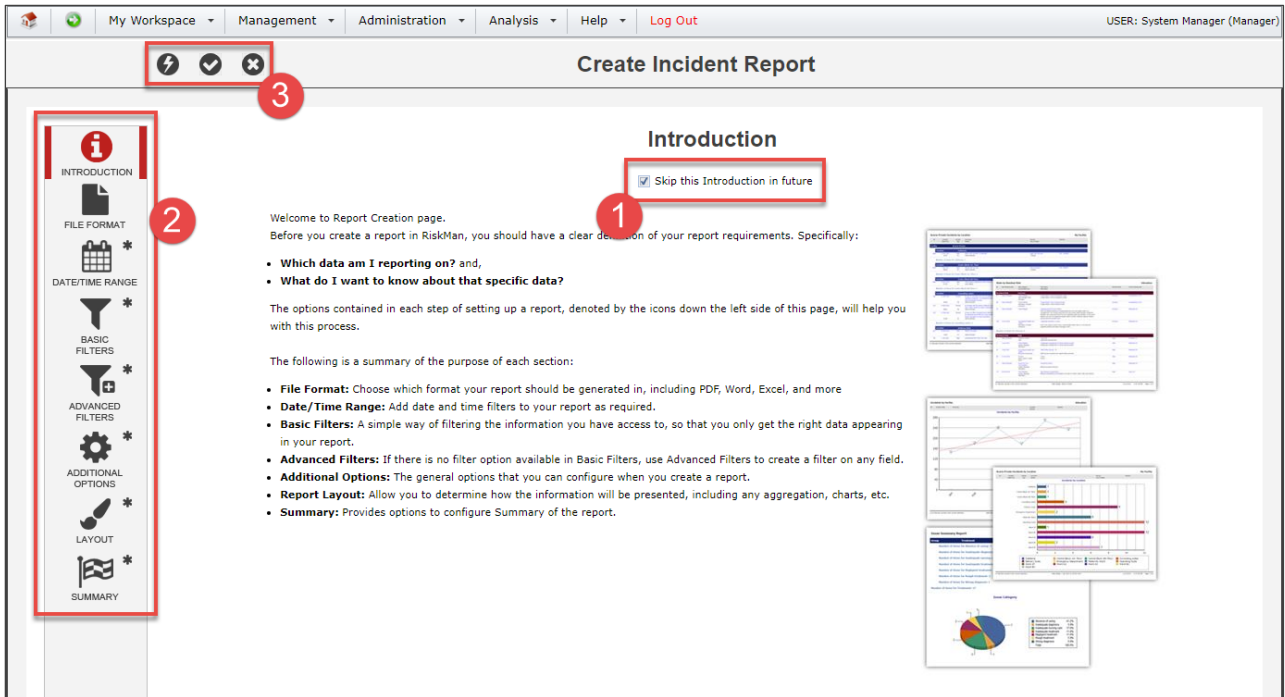 My Workspace Management Administration Analysis Help Log Out USER: System Manager (Manager)
Create Incident Report
3
Introduction
Skip this Introduction in future
1
INTRODUCTION
FILE FORMAT
2
DATE/TIME RANGE
BASIC
FILTERS
ADVANCED
FILTERS
ADDITIONAL
OPTIONS
LAYOUT
SUMMARY
Welcome to Report Creation page.
Before you create a report in RiskMan, you should have a clear of your report requirements. Specifically:
• Which data am I reporting on? and,
• What do I want to know about that specific data?
The options contained in each step of setting up a report, denoted by the icons down the left side of this page, will help you
with this process.
The following is a summary of the purpose of each section:
• File Format: Choose which format your report should be generated in, including PDF, Word, Excel, and more
• Date/Time Range: Add date and time filters to your report as required.
• Basic Filters: A simple way of filtering the information you have access to, so that you only get the right data appearing
in your report.
• Advanced Filters: If there is no filter option available in Basic Filters, use Advanced Filters to create a filter on any field.
• Additional Options: The general options that you can configure when you create a report.
• Report Layout: Allow you to determine how the information will be presented, including any aggregation, charts, etc.
• Summary: Provides options to configure Summary of the report.